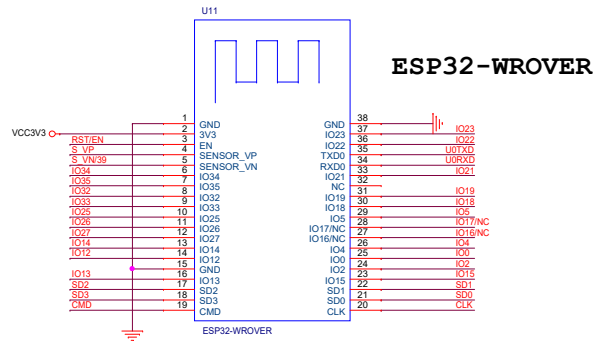 U11
ESP32-WROVER
VCC3V3
1 GND GND 38
2 3V3 IO23 37 IO23
RST/EN 3 EN IO22 36 IO22
S_VP 4 SENSOR_VP TXD0 35 U0TXD
S_VN/39 5 SENSOR_VN RXD0 34 U0RXD
IO34 6 IO34 IO21 33 IO21
IO35 7 IO35 NC 32
IO32 8 IO32 IO19 31 IO19
IO33 9 IO33 IO18 30 IO18
IO25 10 IO25 IO5 29 IO5
IO26 11 IO26 IO17/NC 28 IO17/NC
IO27 12 IO27 IO16/NC 27 IO16/NC
IO14 13 IO14 IO4 26 IO4
IO12 14 IO12 IO0 25 IO0
15 GND IO2 24 IO2
IO13 16 IO13 IO15 23 IO15
SD2 17 SD2 SD1 22 SD1
SD3 18 SD3 SD0 21 SD0
CMD 19 CMD CLK 20 CLK
ESP32-WROVER